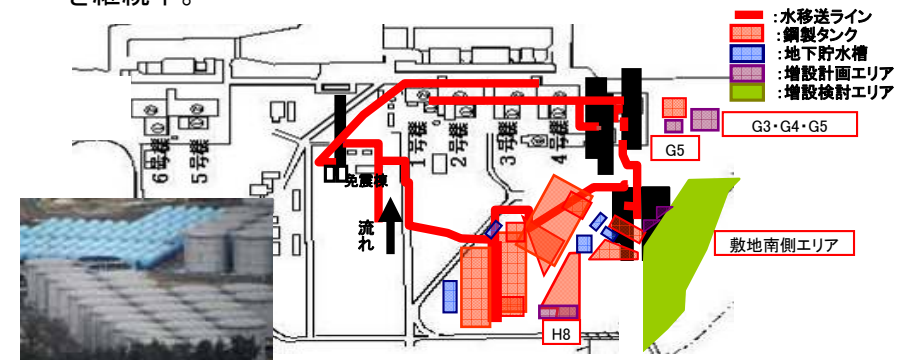 を継続中。
:水移送ライン
:鋼製タンク
:地下貯水槽
:増設計画エリア
:増設検討エリア
G3・G4・G5
G5
6号機
5号機
1号機
2号機
3号機
4号機
免震棟
流れ
敷地南側エリア
H8